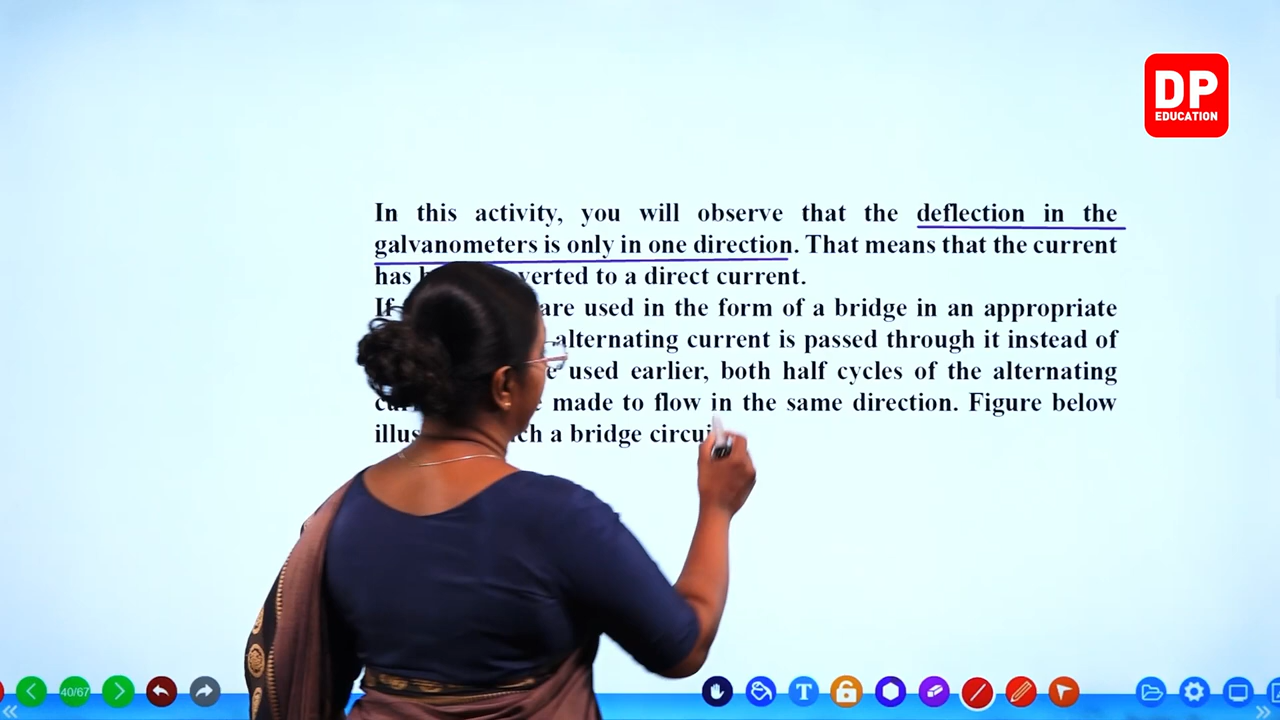 DP
EDUCATION
In this activity, you will observe that the deflection in the
galvanometers is only in one direction. That means that the current
has verted to a direct current.
If are used in the form of a bridge in an appropriate
alternating current is passed through it instead of
used earlier, both half cycles of the alternating
made to flow in the same direction. Figure below
a bridge
40/67
T